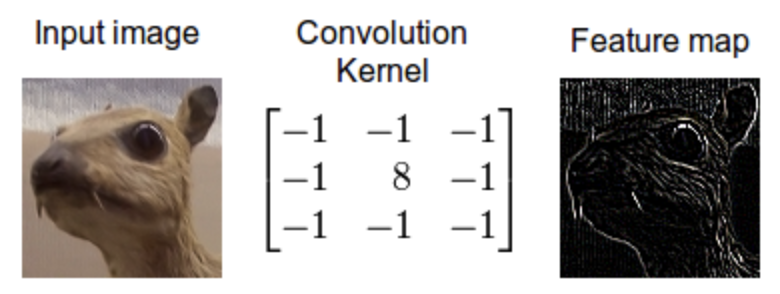 Input image
Convolution
Kernel
Feature map
−1 −1 −1
−1 8 −1
−1 −1 −1